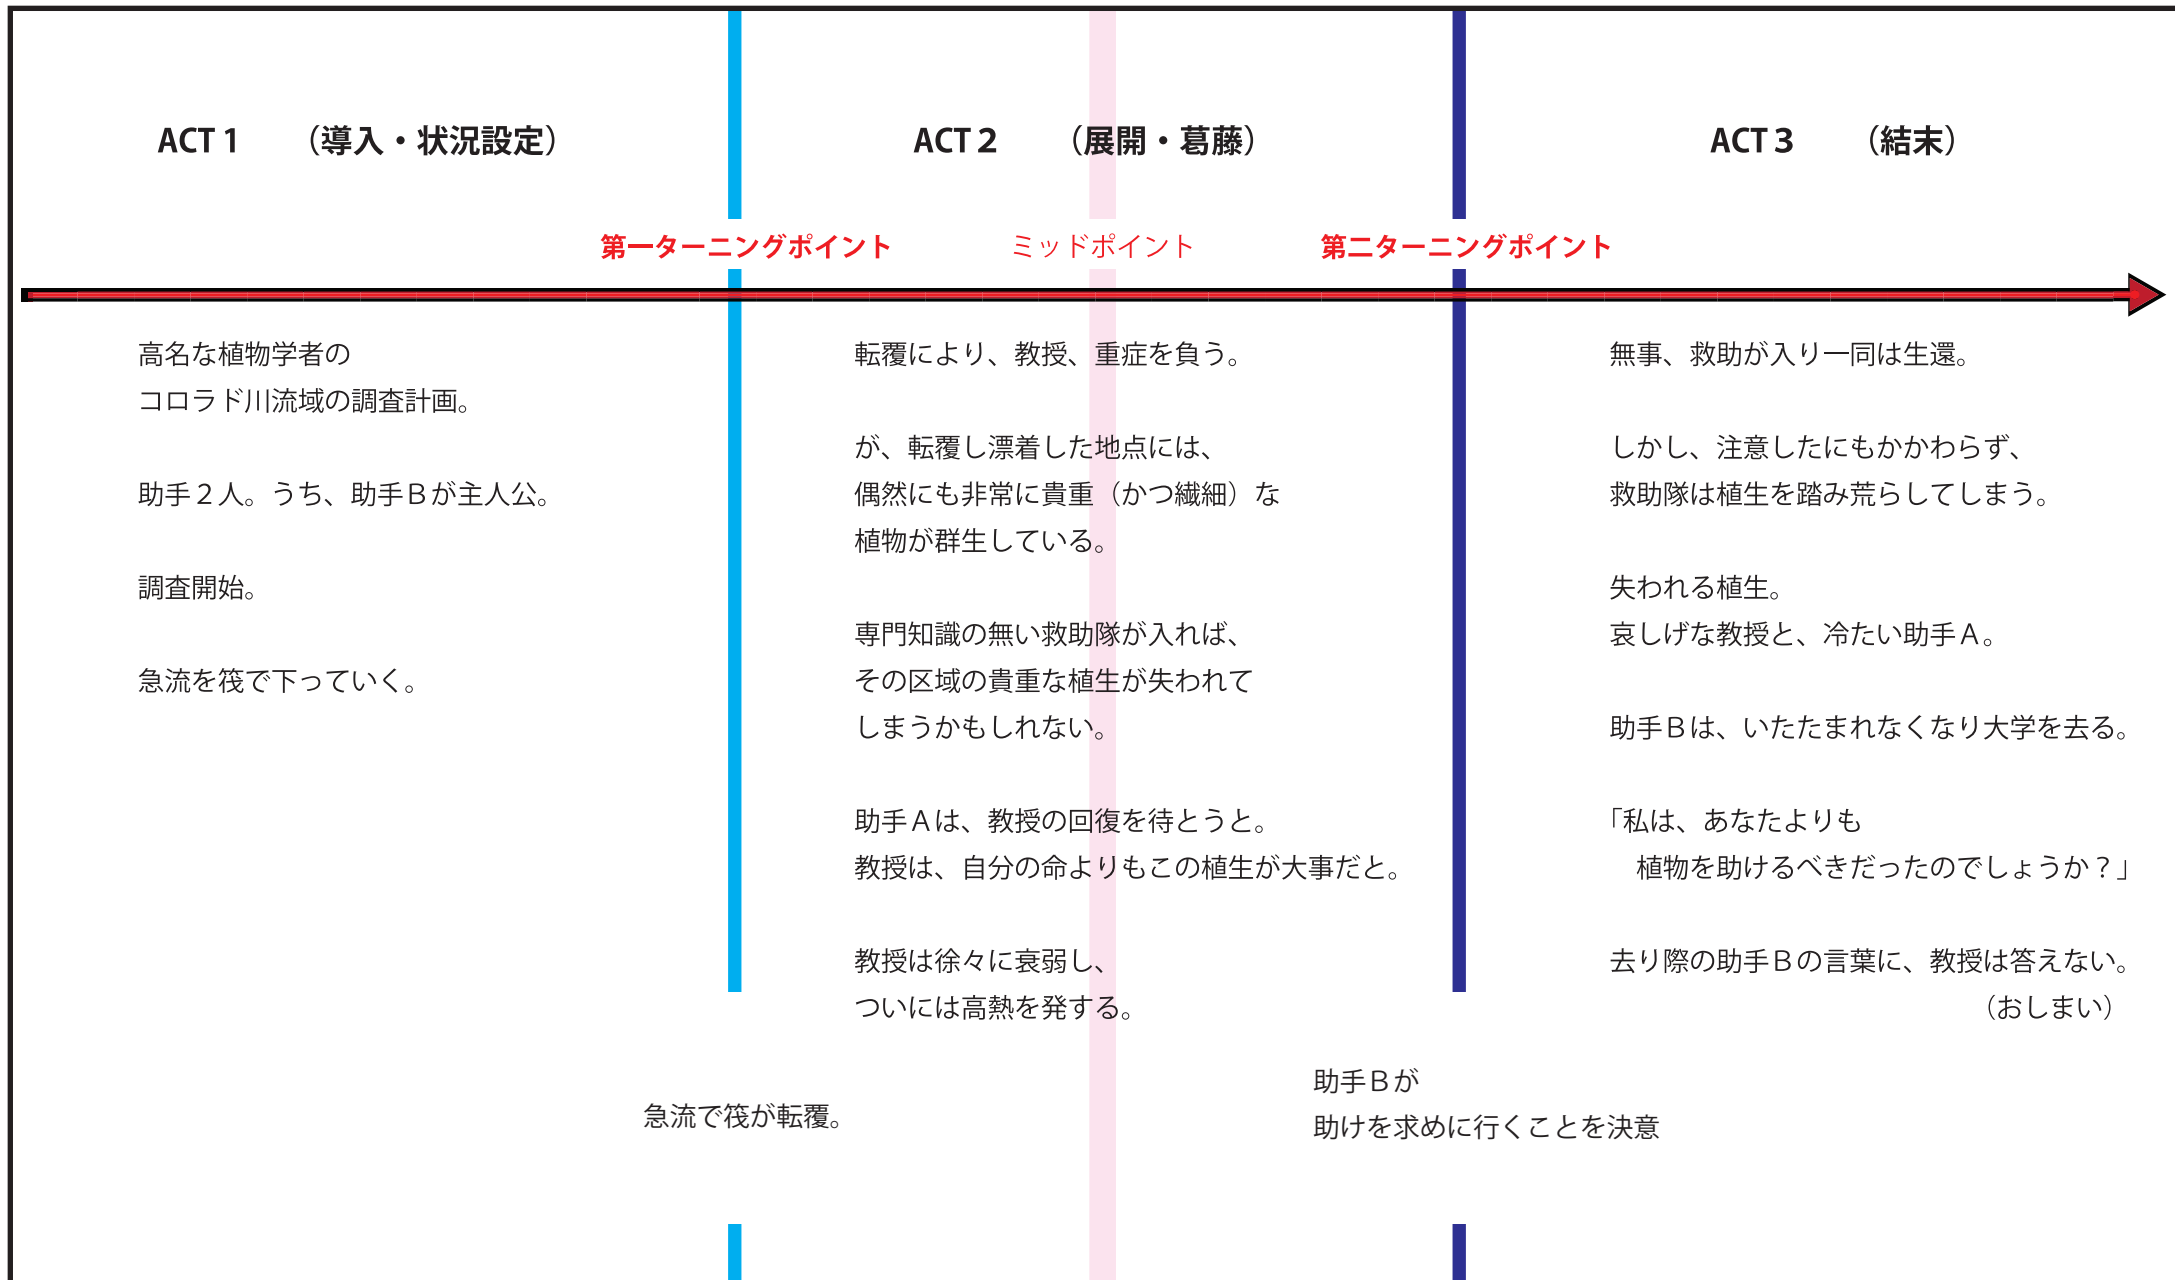 ACT 1 （導入・状況設定）
ACT 2 （展開・葛藤）
ACT 3 （結末）
第一ターニングポイント
ミッドポイント
第二ターニングポイント
高名な植物学者の
コロラド川流域の調査計画。
助手２人。うち、助手Ｂが主人公。
調査開始。
急流を筏で下っていく。
急流で筏が転覆。
転覆により、教授、重症を負う。
が、転覆し漂着した地点には、
偶然にも非常に貴重（かつ繊細）な
植物が群生している。
専門知識の無い救助隊が入れば、
その区域の貴重な植生が失われて
しまうかもしれない。
助手Ａは、教授の回復を待とうと。
教授は、自分の命よりもこの植生が大事だと。
教授は徐々に衰弱し、
ついには高熱を発する。
助手Ｂが
助けを求めに行くことを決意
無事、救助が入り一同は生還。
しかし、注意したにもかかわらず、
救助隊は植生を踏み荒らしてしまう。
失われる植生。
哀しげな教授と、冷たい助手Ａ。
助手Ｂは、いたたまれなくなり大学を去る。
「私は、あなたよりも
植物を助けるべきだったのでしょうか？」
去り際の助手Ｂの言葉に、教授は答えない。
（おしまい）